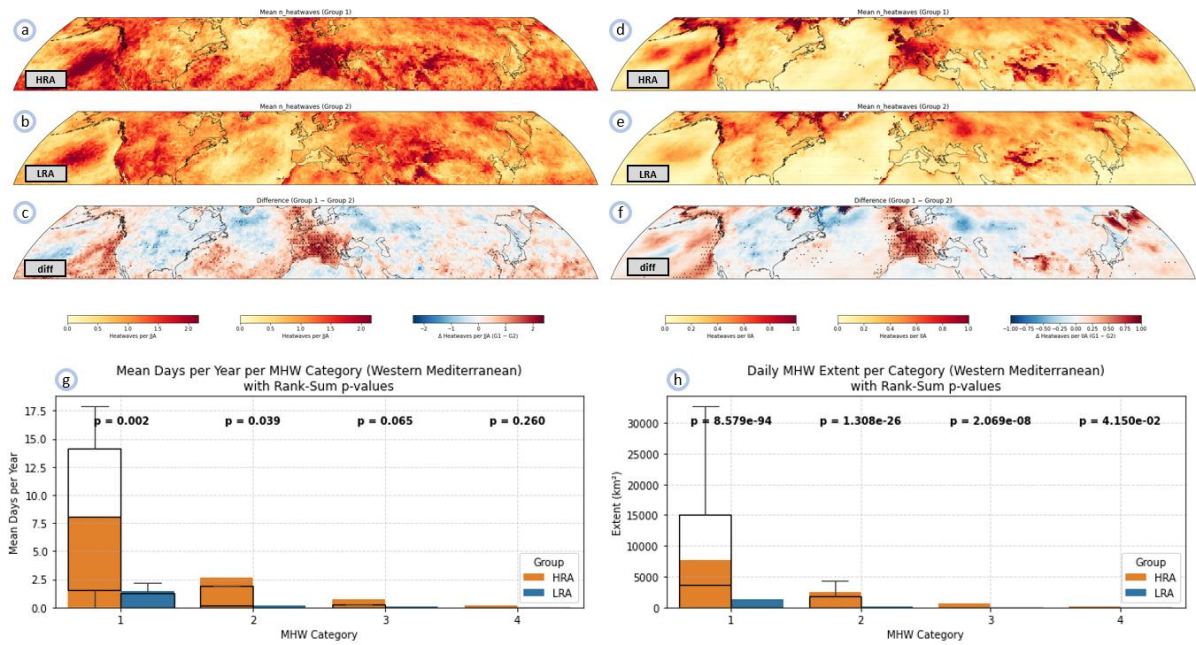 a
Mean n_heatwaves (Group 1)
HRA
b
Mean n_heatwaves (Group 2)
LRA
c
Difference (Group 1 − Group 2)
diff
0.0 0.5 1.0 1.5 2.0
Heatwaves per JJA
0.0 0.5 1.0 1.5 2.0
Heatwaves per JJA
−2 −1 0 1 2
Δ Heatwaves per JJA (G1 − G2)
d
Mean n_heatwaves (Group 1)
HRA
e
Mean n_heatwaves (Group 2)
LRA
f
Difference (Group 1 − Group 2)
diff
0.0 0.2 0.4 0.6 0.8 1.0
Heatwaves per JJA
0.0 0.2 0.4 0.6 0.8 1.0
Heatwaves per JJA
−1.00 −0.75 −0.50 −0.25 0.00 0.25 0.50 0.75 1.00
Δ Heatwaves per JJA (G1 − G2)
g
Mean Days per Year per MHW Category (Western Mediterranean)
with Rank-Sum p-values
Mean Days per Year
17.5
15.0
12.5
10.0
7.5
5.0
2.5
0.0
p = 0.002 p = 0.039 p = 0.065 p = 0.260
Group
HRA
LRA
1 2 3 4
MHW Category
h
Daily MHW Extent per Category (Western Mediterranean)
with Rank-Sum p-values
Extent (km²)
30000
25000
20000
15000
10000
5000
0
p = 8.579e-94 p = 1.308e-26 p = 2.069e-08 p = 4.150e-02
Group
HRA
LRA
1 2 3 4
MHW Category